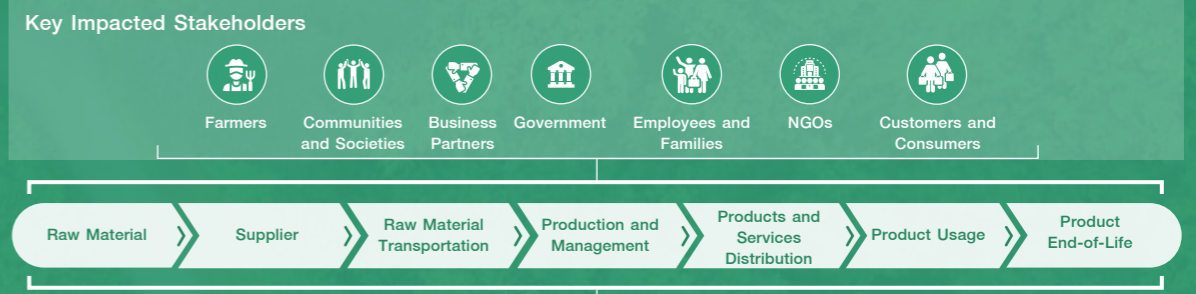 Key Impacted Stakeholders
Farmers
Communities
and Societies
Business
Partners
Government
Employees and
Families
NGOs
Customers and
Consumers
Raw Material
Supplier
Raw Material
Transportation
Production and
Management
Products and
Services
Distribution
Product Usage
Product
End-of-Life